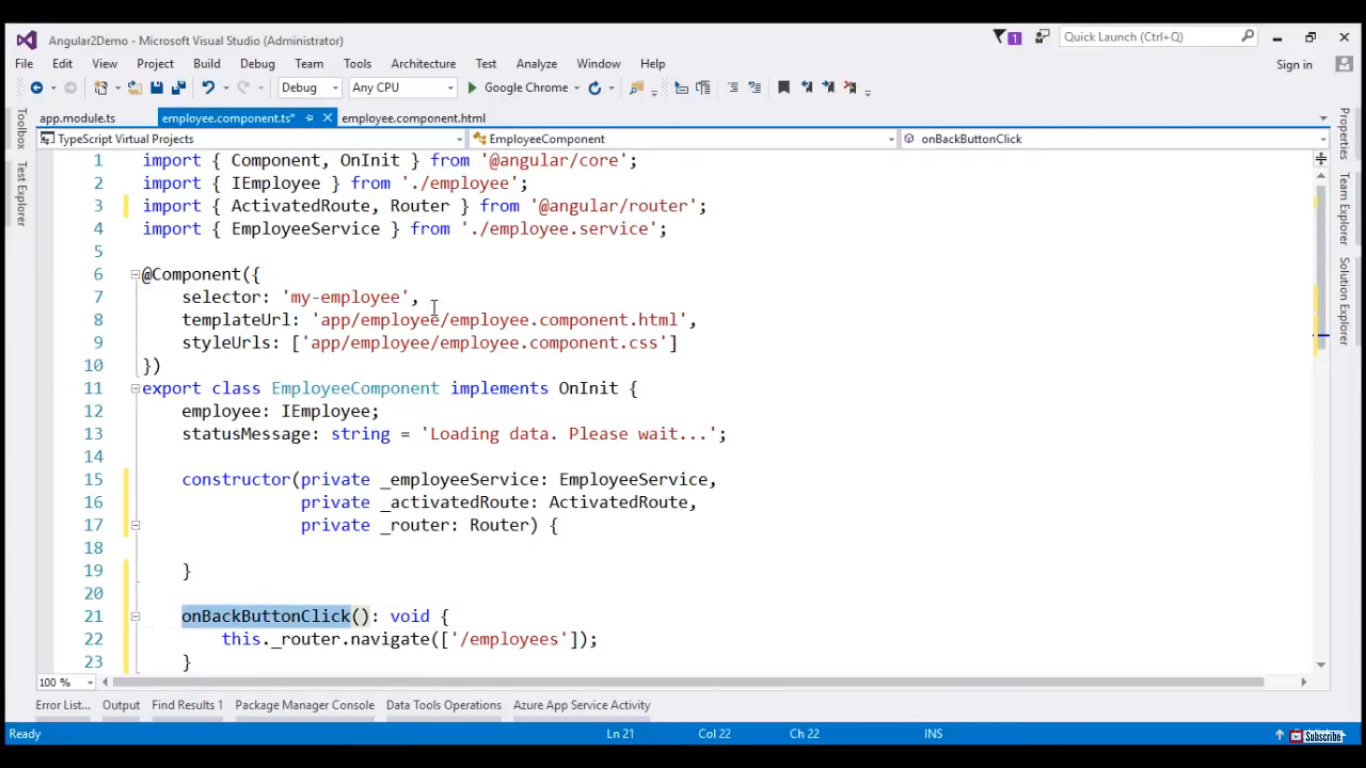 Angular2Demo - Microsoft Visual Studio (Administrator)
1
Quick Launch (Ctrl+Q)
File Edit View Project Build Debug Team Tools Architecture Test Analyze Window Help
Sign in
Debug Any CPU Google Chrome
app.module.ts employee.component.ts* employee.component.html
TypeScript Virtual Projects EmployeeComponent onBackButtonClick
Toolbox
Test Explorer
Properties
Team Explorer
Solution Explorer
1 import { Component, OnInit } from '@angular/core';
2 import { IEmployee } from './employee';
3 import { ActivatedRoute, Router } from '@angular/router';
4 import { EmployeeService } from './employee.service';
5
6 @Component({
7 selector: 'my-employee',
8 templateUrl: 'app/employee/employee.component.html',
9 styleUrls: ['app/employee/employee.component.css']
10 })
11 export class EmployeeComponent implements OnInit {
12 employee: IEmployee;
13 statusMessage: string = 'Loading data. Please wait...';
14
15 constructor(private _employeeService: EmployeeService,
16 private _activatedRoute: ActivatedRoute,
17 private _router: Router) {
18
19 }
20
21 onBackButtonClick(): void {
22 this._router.navigate(['/employees']);
23 }
100 %
Error List... Output Find Results 1 Package Manager Console Data Tools Operations Azure App Service Activity
Ready Ln 21 Col 22 Ch 22 INS
Subscribe